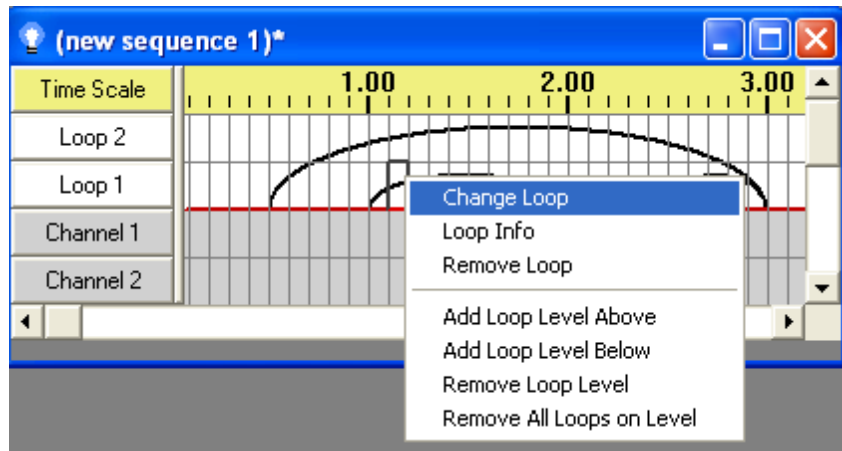 (new sequence 1)*
Time Scale 1.00 2.00 3.00
Loop 2
Loop 1
Channel 1
Channel 2
Change Loop
Loop Info
Remove Loop
Add Loop Level Above
Add Loop Level Below
Remove Loop Level
Remove All Loops on Level